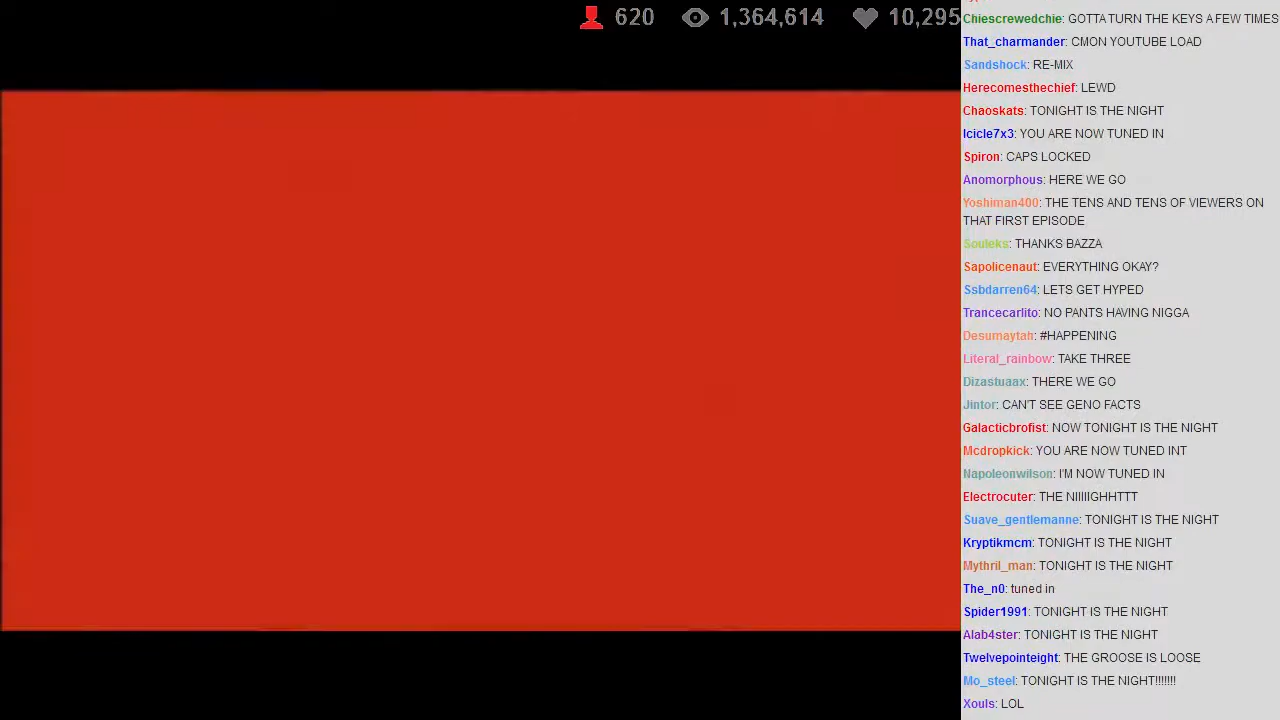 620 1,364,614 10,295
Chiescrewedchie: GOTTA TURN THE KEYS A FEW TIMES
That_charmander: CMON YOUTUBE LOAD
Sandshock: RE-MIX
Herecomesthechief: LEWD
Chaoskats: TONIGHT IS THE NIGHT
Icicle7x3: YOU ARE NOW TUNED IN
Spiron: CAPS LOCKED
Anomorphous: HERE WE GO
Yoshiman400: THE TENS AND TENS OF VIEWERS ON
THAT FIRST EPISODE
Souleks: THANKS BAZZA
Sapolicenaut: EVERYTHING OKAY?
Ssbdarren64: LETS GET HYPED
Trancecarlito: NO PANTS HAVING NIGGA
Desumaytah: #HAPPENING
Literal_rainbow: TAKE THREE
Dizastuaax: THERE WE GO
Jintor: CAN'T SEE GENO FACTS
Galacticbrofist: NOW TONIGHT IS THE NIGHT
Mcdropkick: YOU ARE NOW TUNED INT
Napoleonwilson: I'M NOW TUNED IN
Electrocuter: THE NIIIIIGHHTTT
Suave_gentlemanne: TONIGHT IS THE NIGHT
Kryptikmcm: TONIGHT IS THE NIGHT
Mythril_man: TONIGHT IS THE NIGHT
The_n0: tuned in
Spider1991: TONIGHT IS THE NIGHT
Alab4ster: TONIGHT IS THE NIGHT
Twelvepointeight: THE GROOSE IS LOOSE
Mo_steel: TONIGHT IS THE NIGHT!!!!!!!
Xouls: LOL